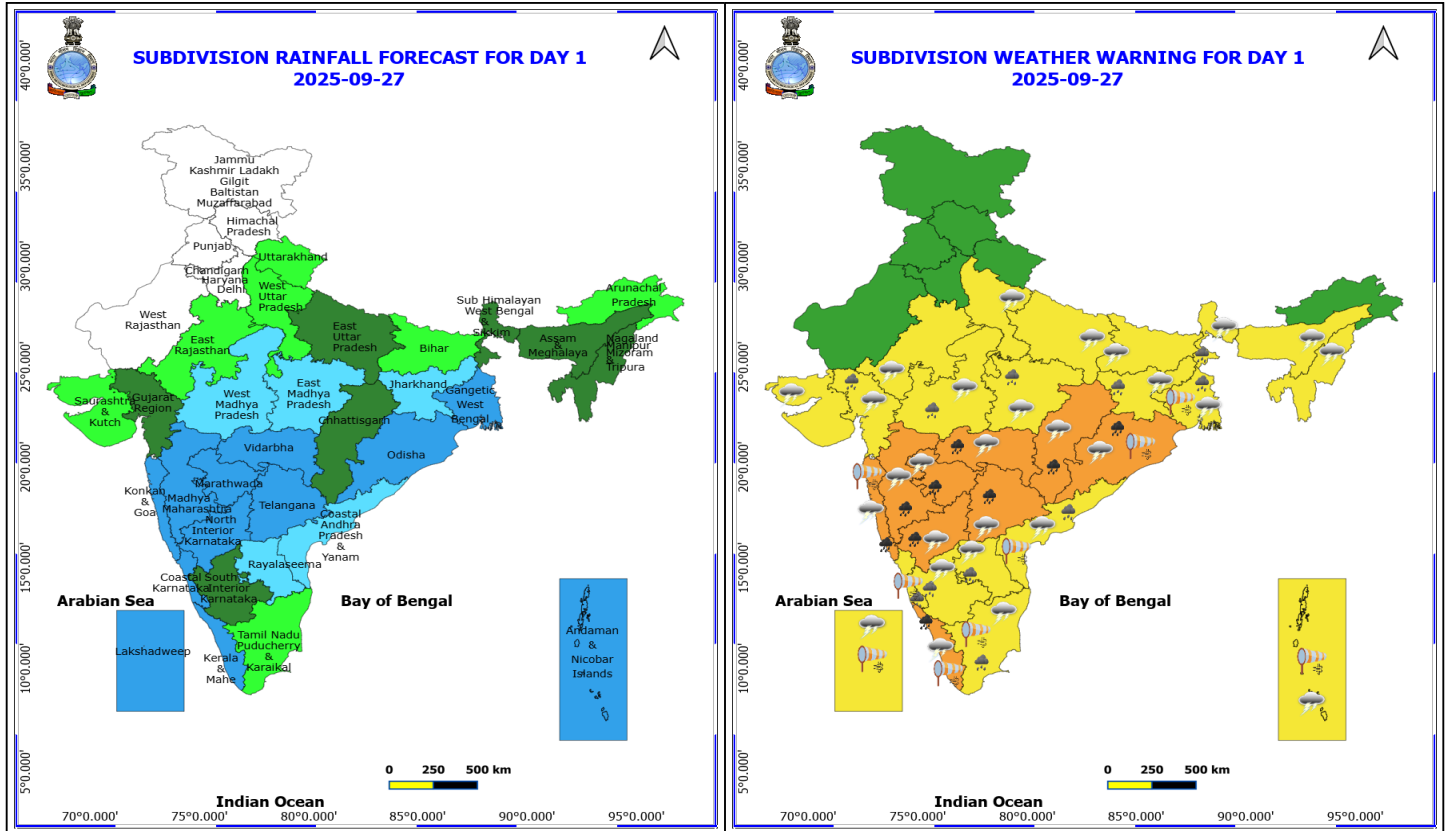 SUBDIVISION RAINFALL FORECAST FOR DAY 1
2025-09-27
40°0.000'
35°0.000'
30°0.000'
25°0.000'
20°0.000'
15°0.000'
10°0.000'
5°0.000'
Jammu
Kashmir Ladakh
Gilgit
Baltistan
Muzaffarabad
Himachal
Pradesh
Punjab
Chandigarh
Haryana
Delhi
Uttarakhand
West
Uttar
Pradesh
West
Rajasthan
East
Rajasthan
East
Uttar
Pradesh
Bihar
Sub Himalayan
West Bengal
&
Sikkim
Arunachal
Pradesh
Assam
&
Meghalaya
Nagaland
Manipur
Mizoram
&
Tripura
Saurashtra
&
Kutch
Gujarat
Region
West
Madhya
Pradesh
East
Madhya
Pradesh
Jharkhand
Gangetic
West
Bengal
Chhattisgarh
Odisha
Vidarbha
Konkan
&
Goa
Madhya
Maharashtra
Marathwada
Telangana
North
Interior
Karnataka
Coastal
Andhra
Pradesh
&
Yanam
Rayalaseema
Coastal
Karnataka
South
Interior
Karnataka
Tamil Nadu
Puducherry
&
Karaikal
Kerala
&
Mahe
Lakshadweep
Andaman
&
Nicobar
Islands
Arabian Sea
Bay of Bengal
Indian Ocean
0 250 500 km
70°0.000' 75°0.000' 80°0.000' 85°0.000' 90°0.000' 95°0.000'
SUBDIVISION WEATHER WARNING FOR DAY 1
2025-09-27
40°0.000'
35°0.000'
30°0.000'
25°0.000'
20°0.000'
15°0.000'
10°0.000'
5°0.000'
Arabian Sea
Bay of Bengal
Indian Ocean
0 250 500 km
70°0.000' 75°0.000' 80°0.000' 85°0.000' 90°0.000' 95°0.000'